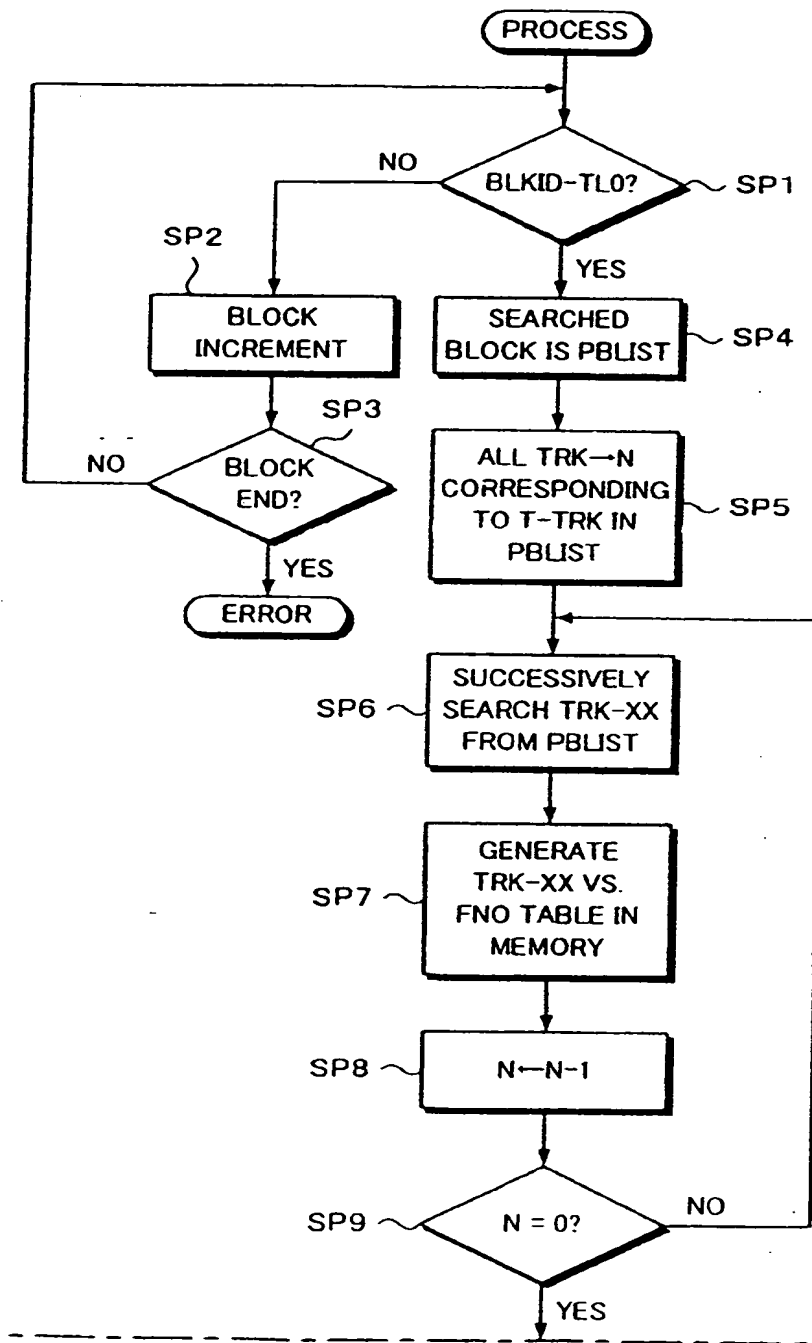 PROCESS
BLKID-TL0?
SP1
NO
YES
SP2
BLOCK
INCREMENT
SEARCHED
BLOCK IS PBLIST
SP4
SP3
BLOCK
END?
NO
YES
ERROR
ALL TRK→N
CORRESPONDING
TO T-TRK IN
PBLIST
SP5
SP6
SUCCESSIVELY
SEARCH TRK-XX
FROM PBLIST
SP7
GENERATE
TRK-XX VS.
FNO TABLE IN
MEMORY
SP8
N←N-1
SP9
N = 0?
NO
YES